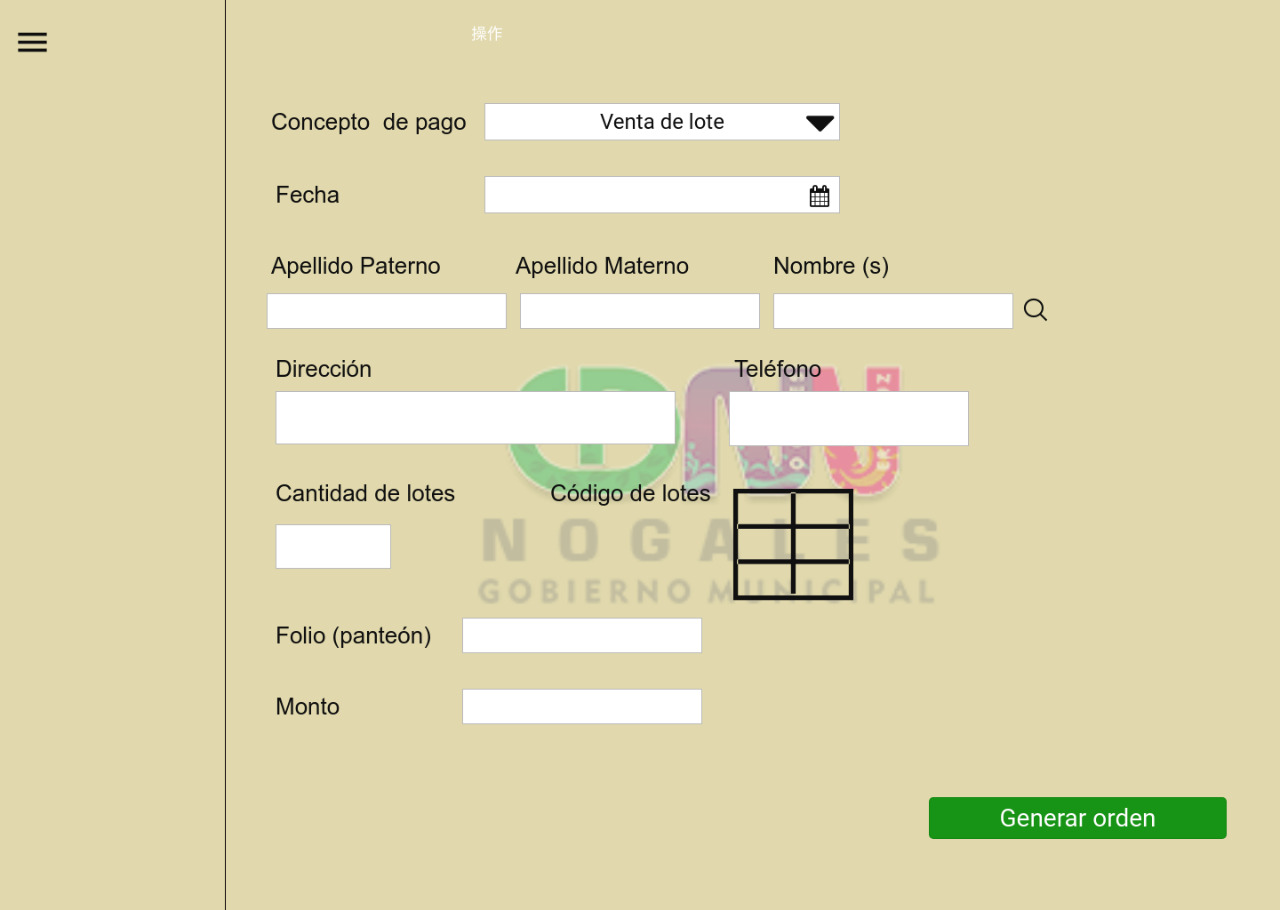 操作
Concepto de pago
Venta de lote
Fecha
Apellido Paterno Apellido Materno Nombre (s)
Dirección Teléfono
Cantidad de lotes Código de lotes
NOGALES
GOBIERNO MUNICIPAL
Folio (panteón)
Monto
Generar orden